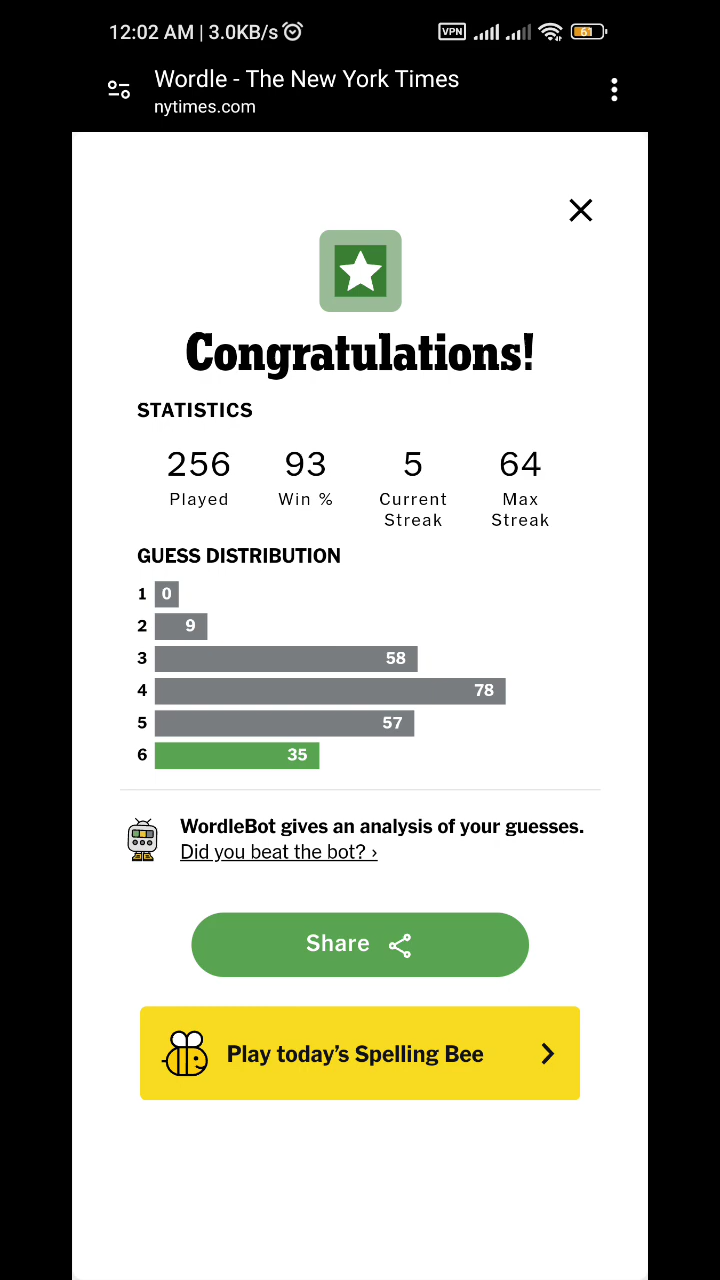 12:02 AM | 3.0KB/s
VPN
61
Wordle - The New York Times
nytimes.com
Congratulations!
STATISTICS
256 93 5 64
Played Win % Current Streak Max Streak
GUESS DISTRIBUTION
1 0
2 9
3 58
4 78
5 57
6 35
WordleBot gives an analysis of your guesses.
Did you beat the bot? ›
Share
Play today's Spelling Bee